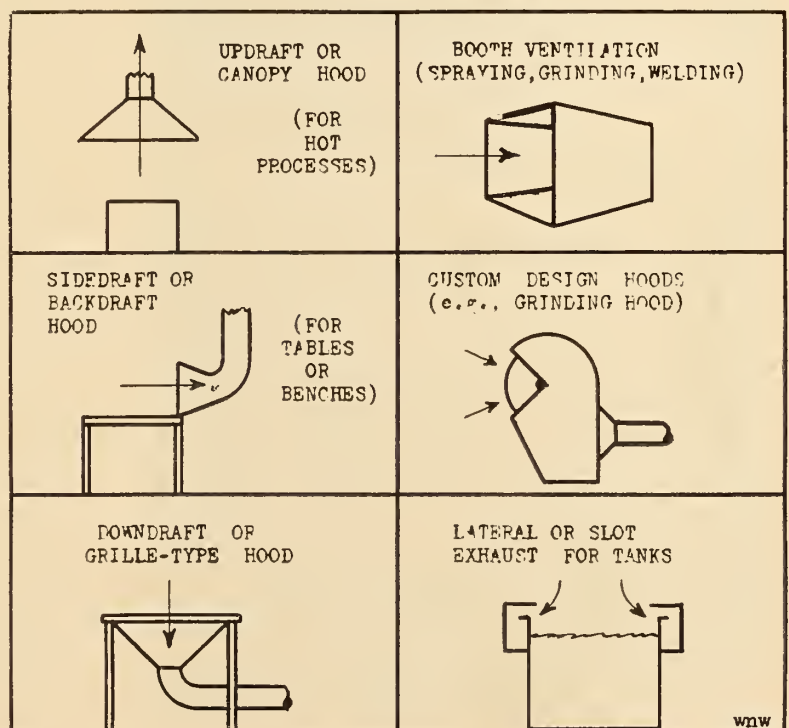 UPDRAFT OR
CANOPY HOOD
(FOR
HOT
PROCESSES)
BOOTH VENTILATION
(SPRAYING, GRINDING, WELDING)
SIDEDRAFT OR
BACKDRAFT
HOOD
(FOR
TABLES
OR
BENCHES)
CUSTOM DESIGN HOODS
(e.g., GRINDING HOOD)
DOWNDRAFT OR
GRILLE-TYPE HOOD
LATERAL OR SLOT
EXHAUST FOR TANKS
wnw